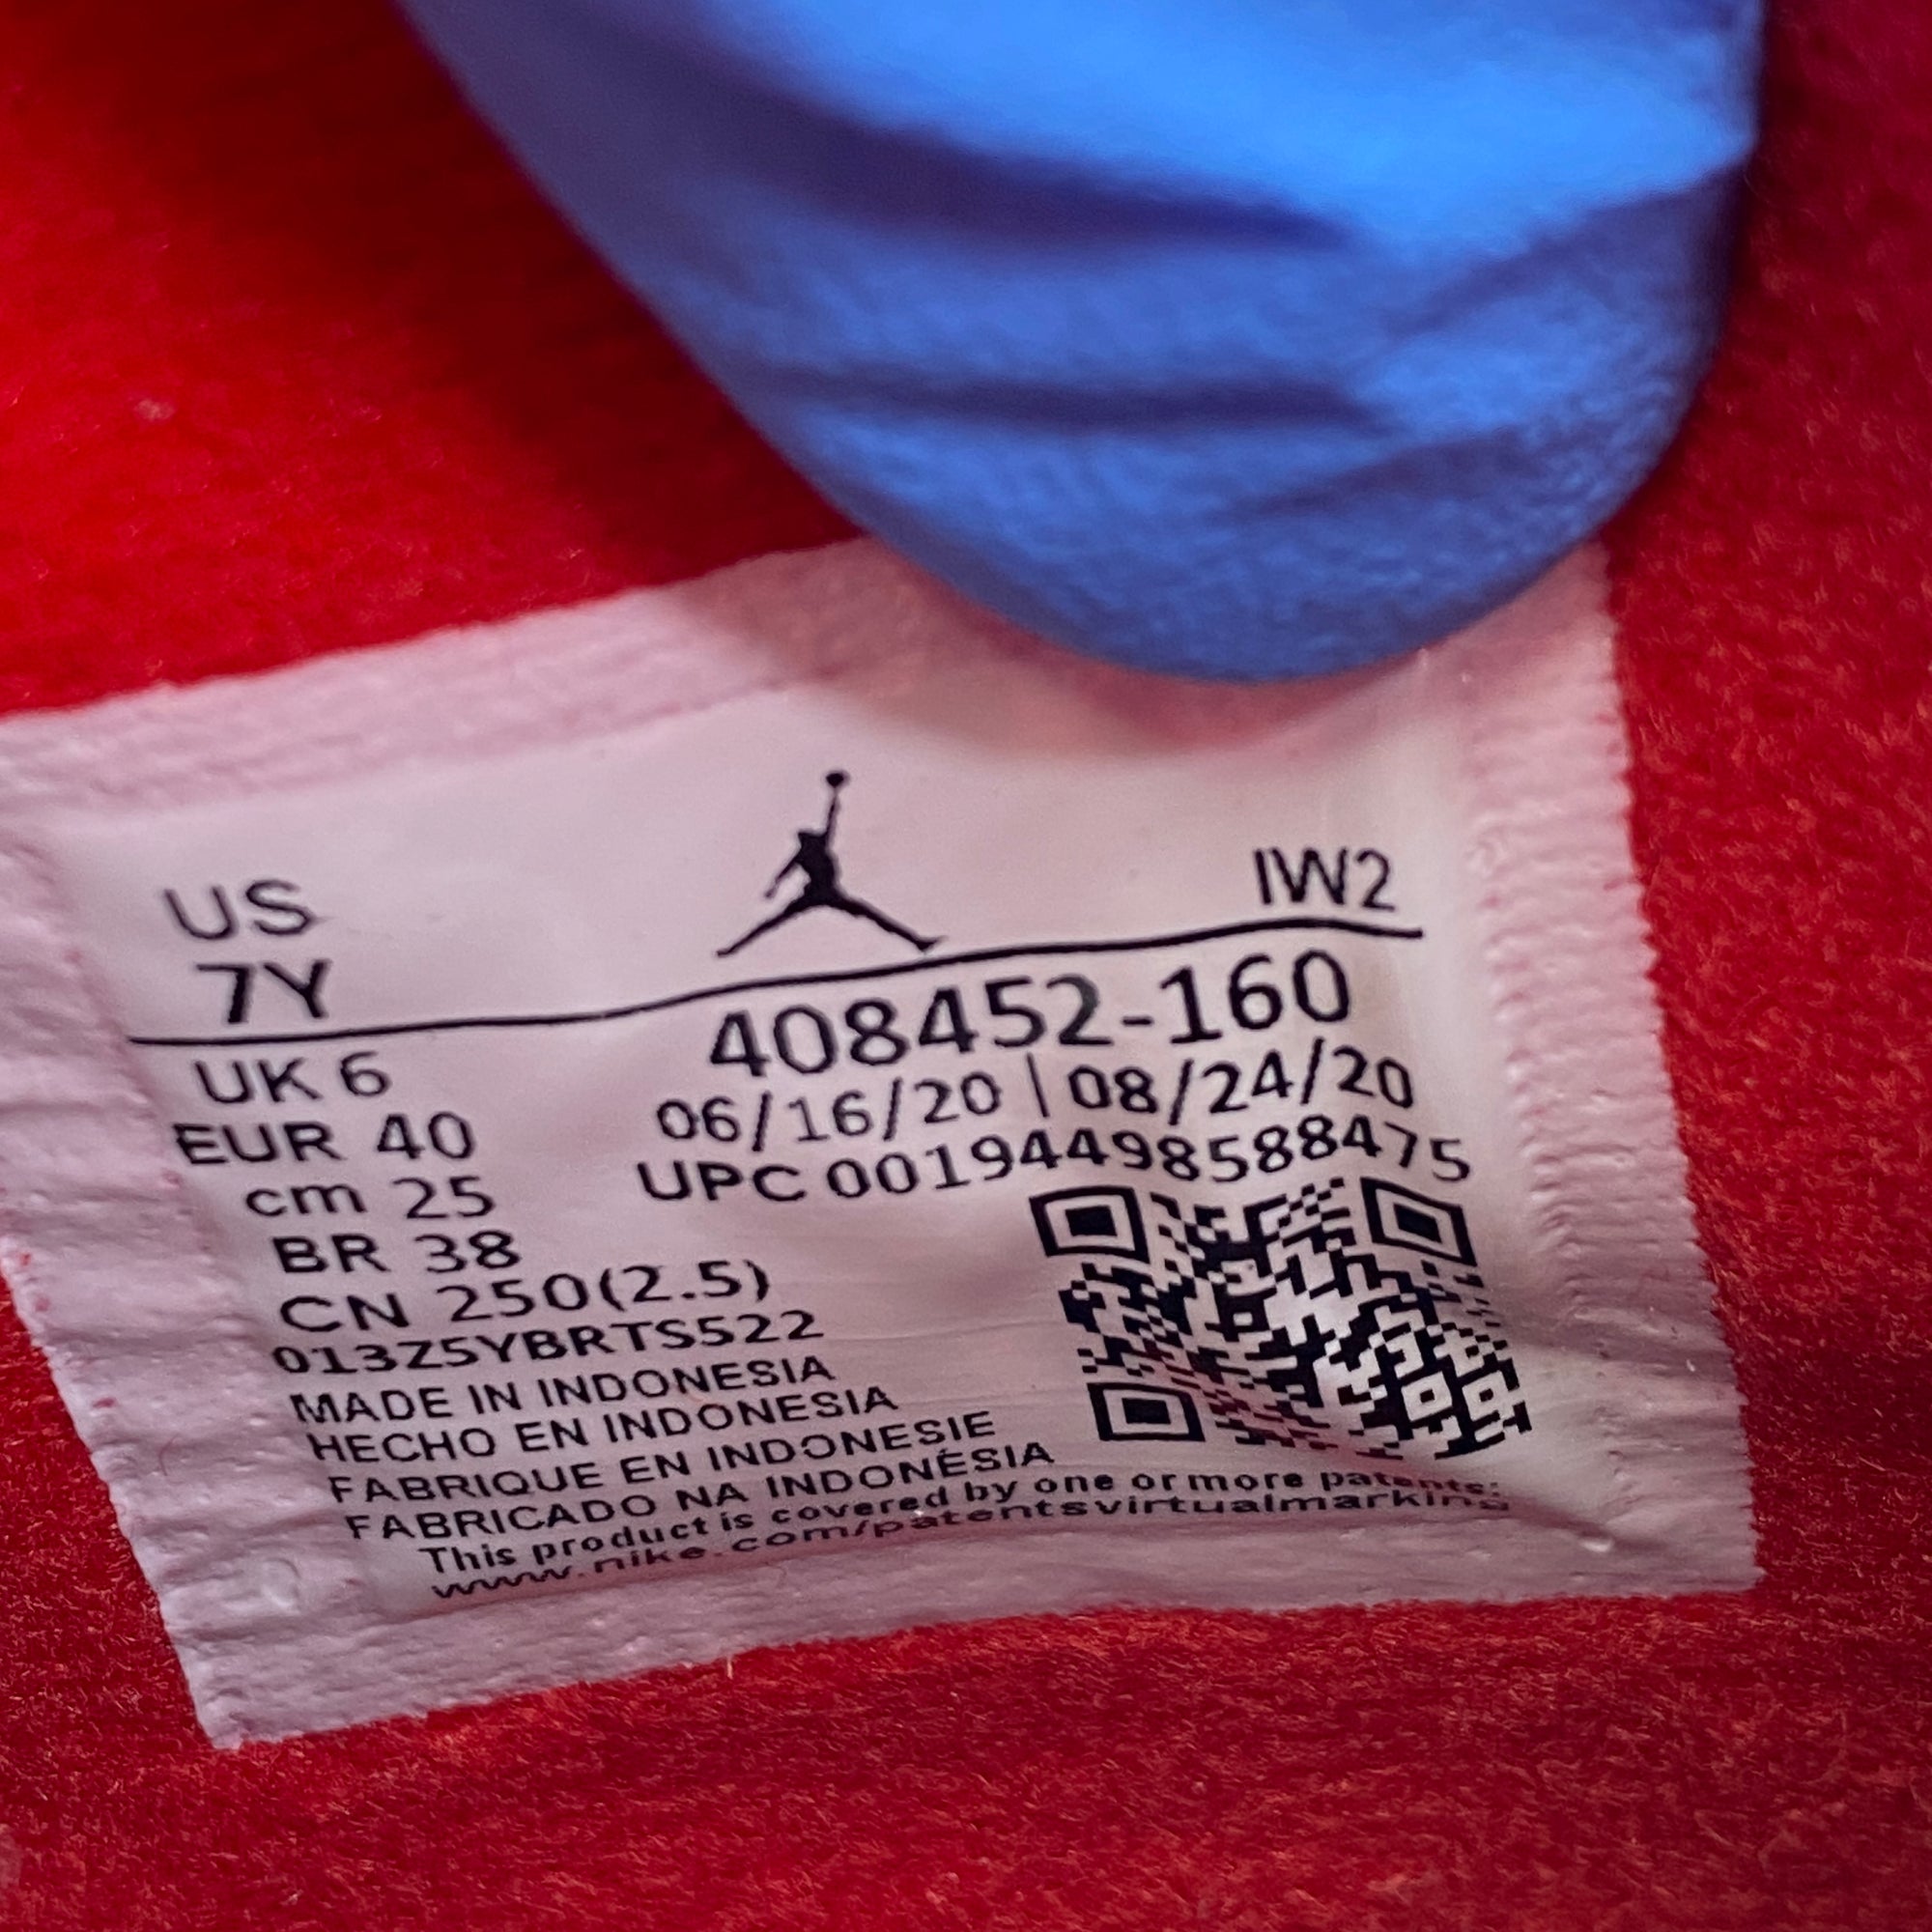 US
7Y
IW2
UK 6
EUR 40
cm 25
BR 38
CN 250(2.5)
408452-160
06/16/20 | 08/24/20
UPC 00194498588475
013Z5YBRTS522
MADE IN INDONESIA
HECHO EN INDONESIA
FABRIQUE EN INDONESIE
FABRICADO NA INDONÉSIA
This product is covered by one or more patents:
www.nike.com/patentsvirtualmarking